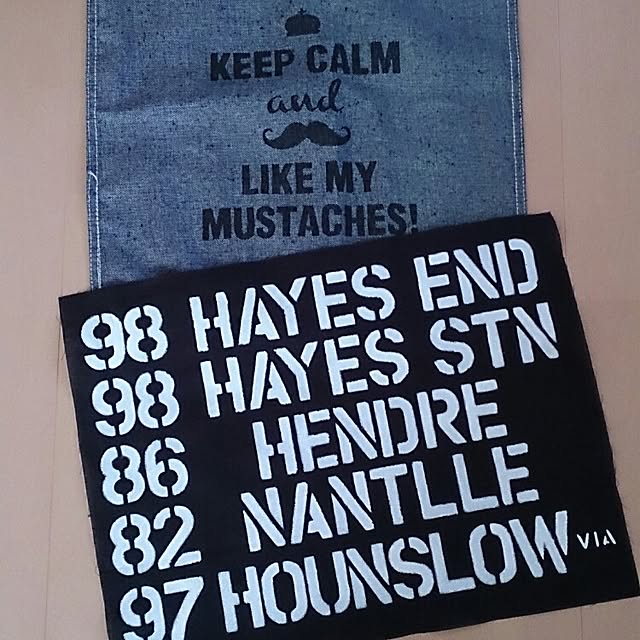 KEEP CALM
and
LIKE MY
MUSTACHES!
98 HAYES END
98 HAYES STN
86 HENDRE
82 NANTLLE
97 HOUNSLOW VIA